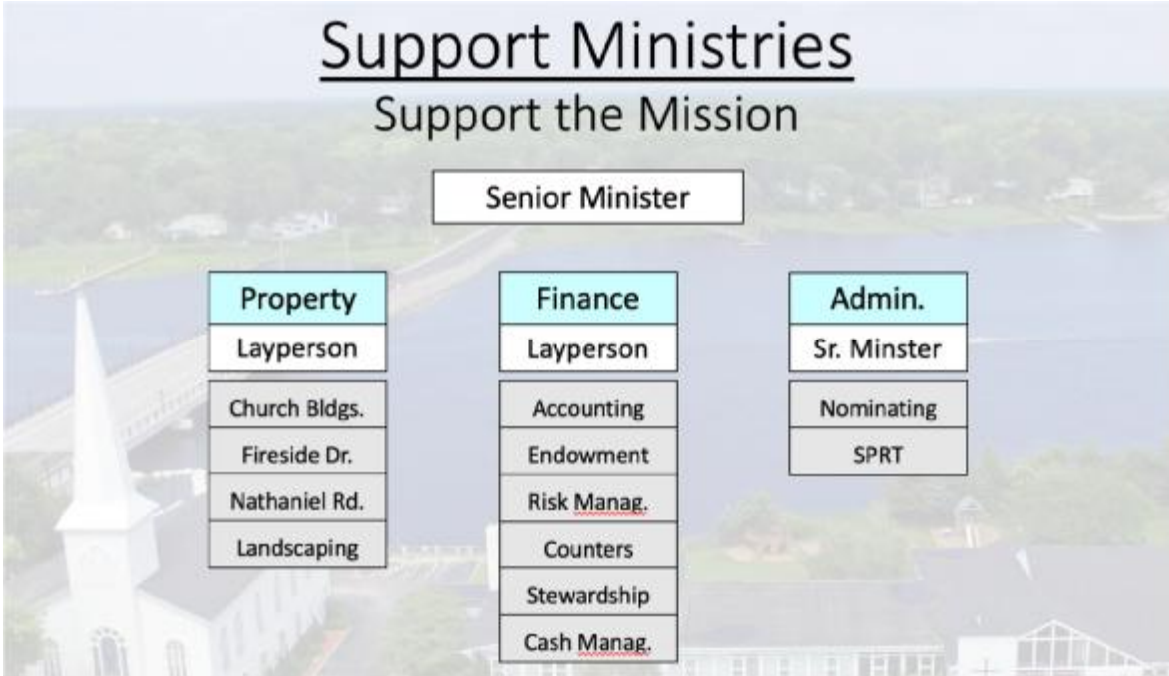 Support Ministries
Support the Mission
Senior Minister
Property
Layperson
Church Bldgs.
Fireside Dr.
Nathaniel Rd.
Landscaping
Finance
Layperson
Accounting
Endowment
Risk Manag.
Counters
Stewardship
Cash Manag.
Admin.
Sr. Minster
Nominating
SPRT